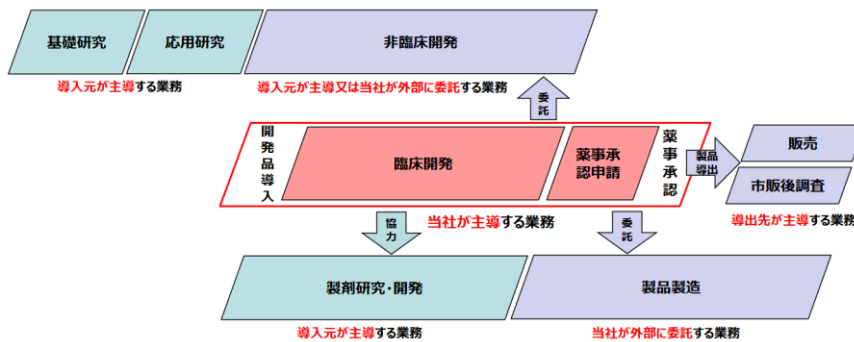 基礎研究
応用研究
非臨床開発
導入元が主導する業務
導入元が主導又は当社が外部に委託する業務
委託
開発品導入
臨床開発
薬事承
認申請
薬事承認
製品
導出
販売
市販後調査
導出先が主導する業務
協力
当社が主導する業務
委託
製剤研究・開発
製品製造
導入元が主導する業務
当社が外部に委託する業務